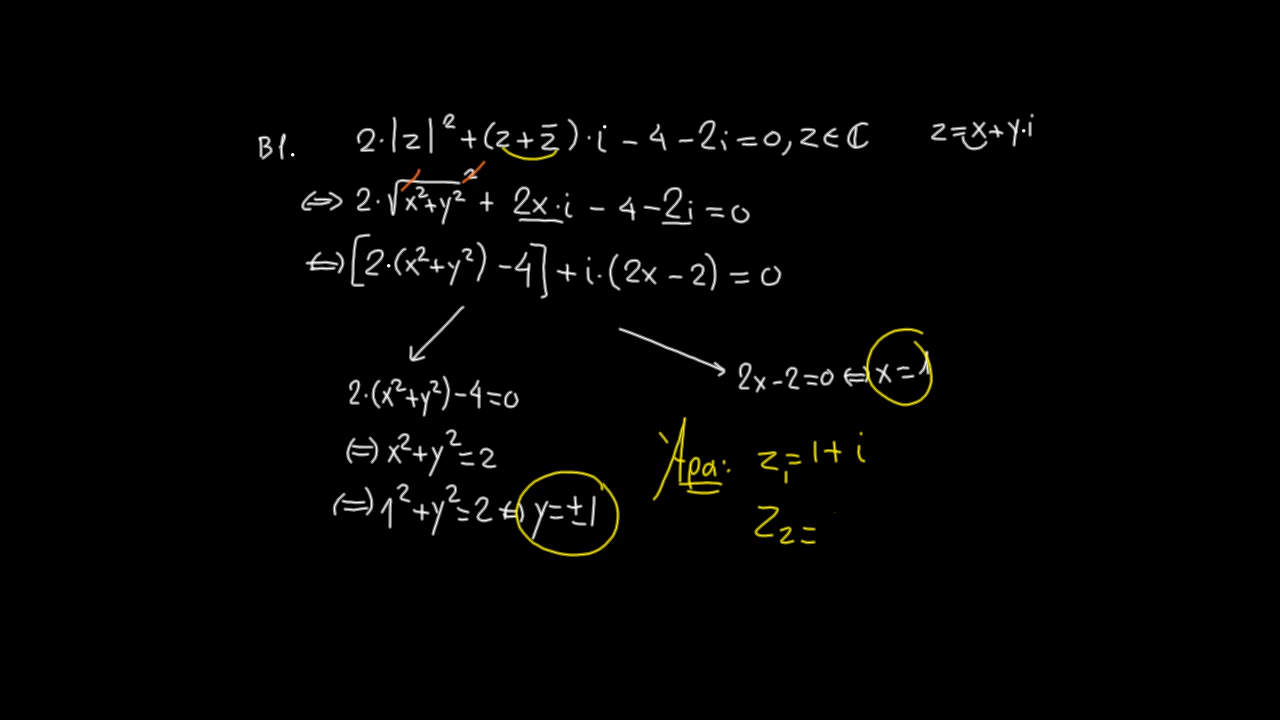 B1. 2·|z|² + (z + z̅)·i - 4 - 2i = 0, z ∈ ℂ z = x + y·i
⇔ 2·√(x²+y²)² + 2x·i - 4 - 2i = 0
⇔ [2·(x²+y²) - 4] + i·(2x - 2) = 0
2x - 2 = 0 ⇔ x = 1
2·(x²+y²) - 4 = 0
⇔ x² + y² = 2
⇔ 1² + y² = 2 ⇔ y = ±1
Άρα: z₁ = 1 + i
z₂ =